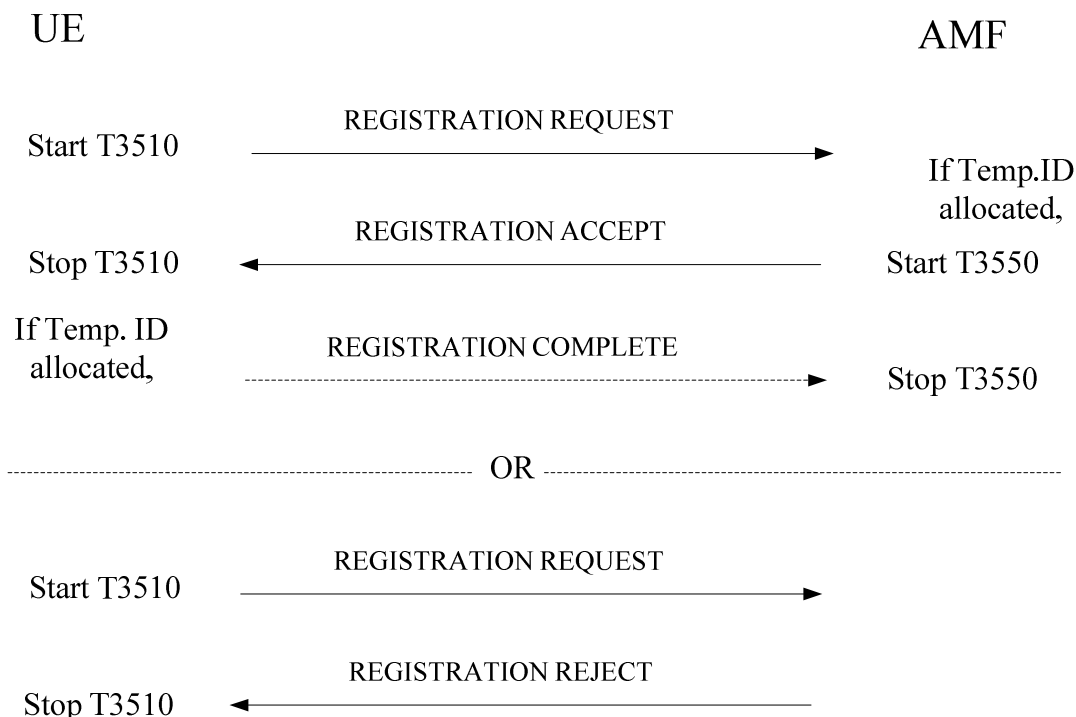 UE
AMF
REGISTRATION REQUEST
Start T3510
If Temp.ID
allocated,
REGISTRATION ACCEPT
Stop T3510
Start T3550
If Temp. ID
allocated,
REGISTRATION COMPLETE
Stop T3550
OR
REGISTRATION REQUEST
Start T3510
REGISTRATION REJECT
Stop T3510